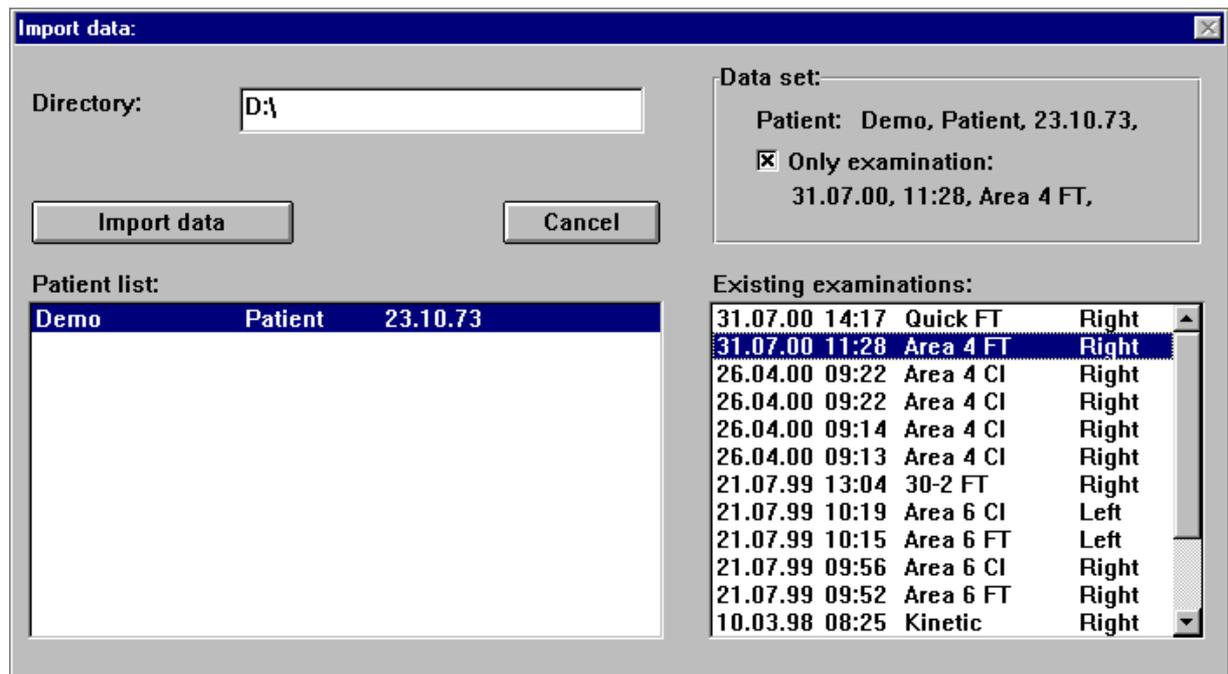 Import data:
Directory:
D:\
Import data
Cancel
Data set:
Patient: Demo, Patient, 23.10.73,
Only examination:
31.07.00, 11:28, Area 4 FT,
Patient list:
Demo Patient 23.10.73
Existing examinations:
31.07.00 14:17 Quick FT Right
31.07.00 11:28 Area 4 FT Right
26.04.00 09:22 Area 4 CI Right
26.04.00 09:22 Area 4 CI Right
26.04.00 09:14 Area 4 CI Right
26.04.00 09:13 Area 4 CI Right
21.07.99 13:04 30-2 FT Right
21.07.99 10:19 Area 6 CI Left
21.07.99 10:15 Area 6 FT Left
21.07.99 09:56 Area 6 CI Right
21.07.99 09:52 Area 6 FT Right
10.03.98 08:25 Kinetic Right